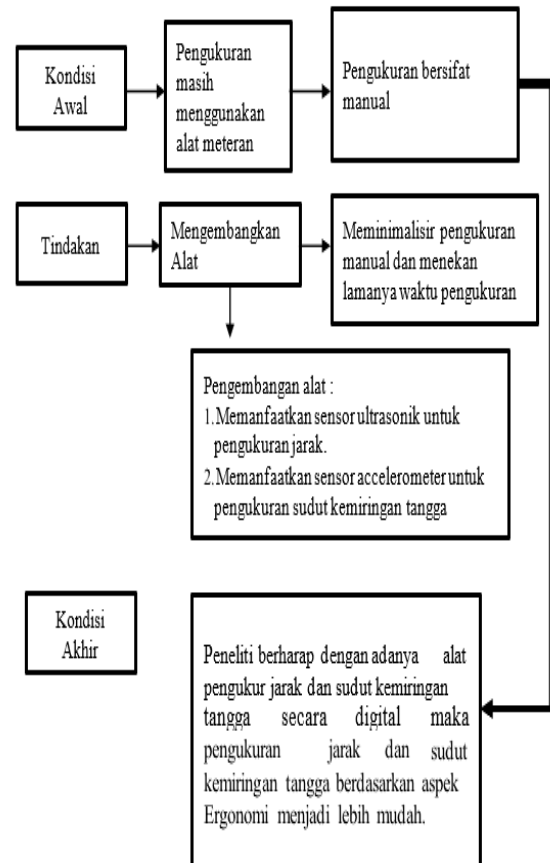 Kondisi
Awal
Pengukuran
masih
menggunakan
alat meteran
Pengukuran bersifat
manual
Tindakan
Mengembangkan
Alat
Meminimalisir pengukuran
manual dan menekan
lamanya waktu pengukuran
Pengembangan alat :
1.Memanfaatkan sensor ultrasonik untuk
pengukuran jarak.
2.Memanfaatkan sensor accelerometer untuk
pengukuran sudut kemiringan tangga
Kondisi
Akhir
Peneliti berharap dengan adanya alat
pengukur jarak dan sudut kemiringan
tangga secara digital maka
pengukuran jarak dan sudut
kemiringan tangga berdasarkan aspek
Ergonomi menjadi lebih mudah.